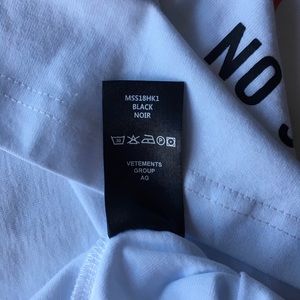 MSS18HK1
BLACK
NOIR
VETEMENTS
GROUP
AG
NO